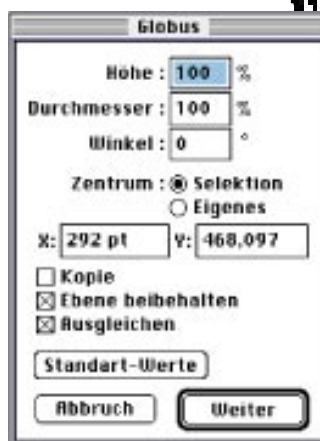 Globus
Höhe : 100 %
Durchmesser : 100 %
Winkel : 0 °
Zentrum : Selektion
Eigenes
X: 292 pt Y: 468,097
Kopie
Ebene beibehalten
Ausgleichen
Standart-Werte
Abbruch Weiter